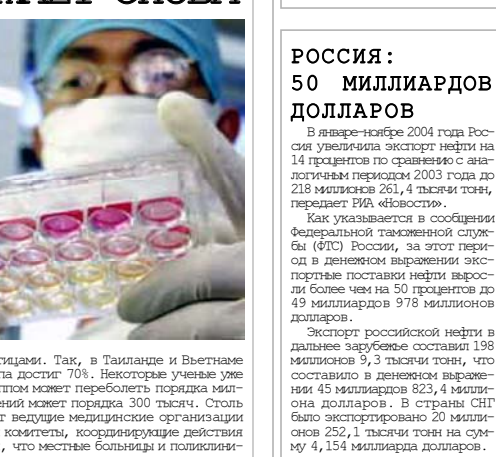 РОССИЯ:
50 МИЛЛИАРДОВ
ДОЛЛАРОВ
В январе-ноябре 2004 года Рос-
сия увеличила экспорт нефти на
14 процентов по сравнению с ана-
логичным периодом 2003 года до
218 миллионов 261,4 тысячи тонн,
передает РИА «Новости».
Как указывается в сообщении
Федеральной таможенной служ-
бы (ФТС) России, за этот пери-
од в денежном выражении экс-
портные поставки нефти вырос-
ли более чем на 50 процентов до
49 миллиардов 978 миллионов
долларов.
Экспорт российской нефти в
дальнее зарубежье составил 198
миллионов 9,3 тысячи тонн, что
составило в денежном выраже-
нии 45 миллиардов 823,4 милли-
она долларов. В страны СНГ
было экспортировано 20 милли-
онов 252,1 тысячи тонн на сум-
му 4,154 миллиарда долларов.
тицами. Так, в Таиланде и Вьетнаме
па достиг 70%. Некоторые ученые уже
ппом может переболеть порядка мил-
ений может порядка 300 тысяч. Столь
т ведущие медицинские организации
комитеты, координирующие действия
, что местные больницы и поликлини-